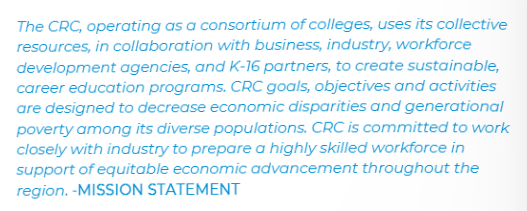 The CRC, operating as a consortium of colleges, uses its collective
resources, in collaboration with business, industry, workforce
development agencies, and K-16 partners, to create sustainable,
career education programs. CRC goals, objectives and activities
are designed to decrease economic disparities and generational
poverty among its diverse populations. CRC is committed to work
closely with industry to prepare a highly skilled workforce in
support of equitable economic advancement throughout the
region. -MISSION STATEMENT